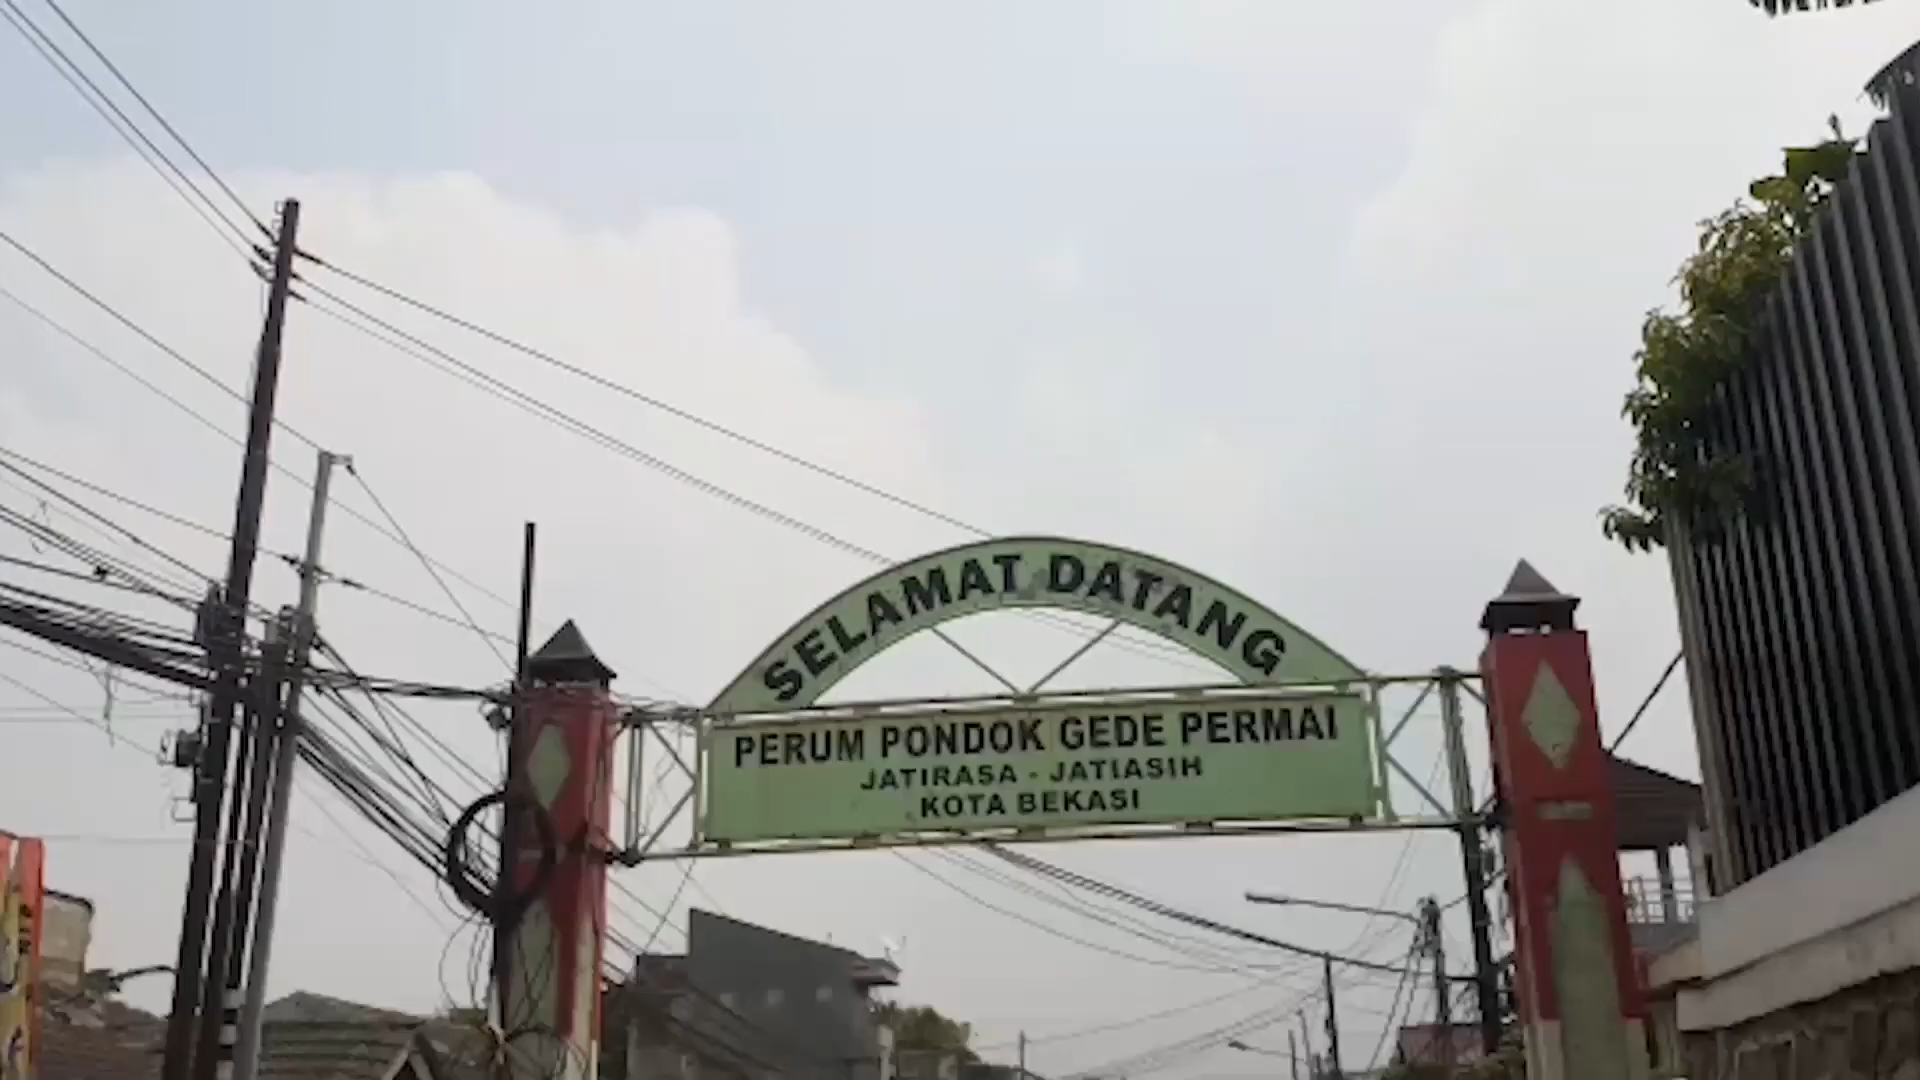 SELAMAT DATANG
PERUM PONDOK GEDE PERMAI
JATIRASA - JATIASIH
KOTA BEKASI